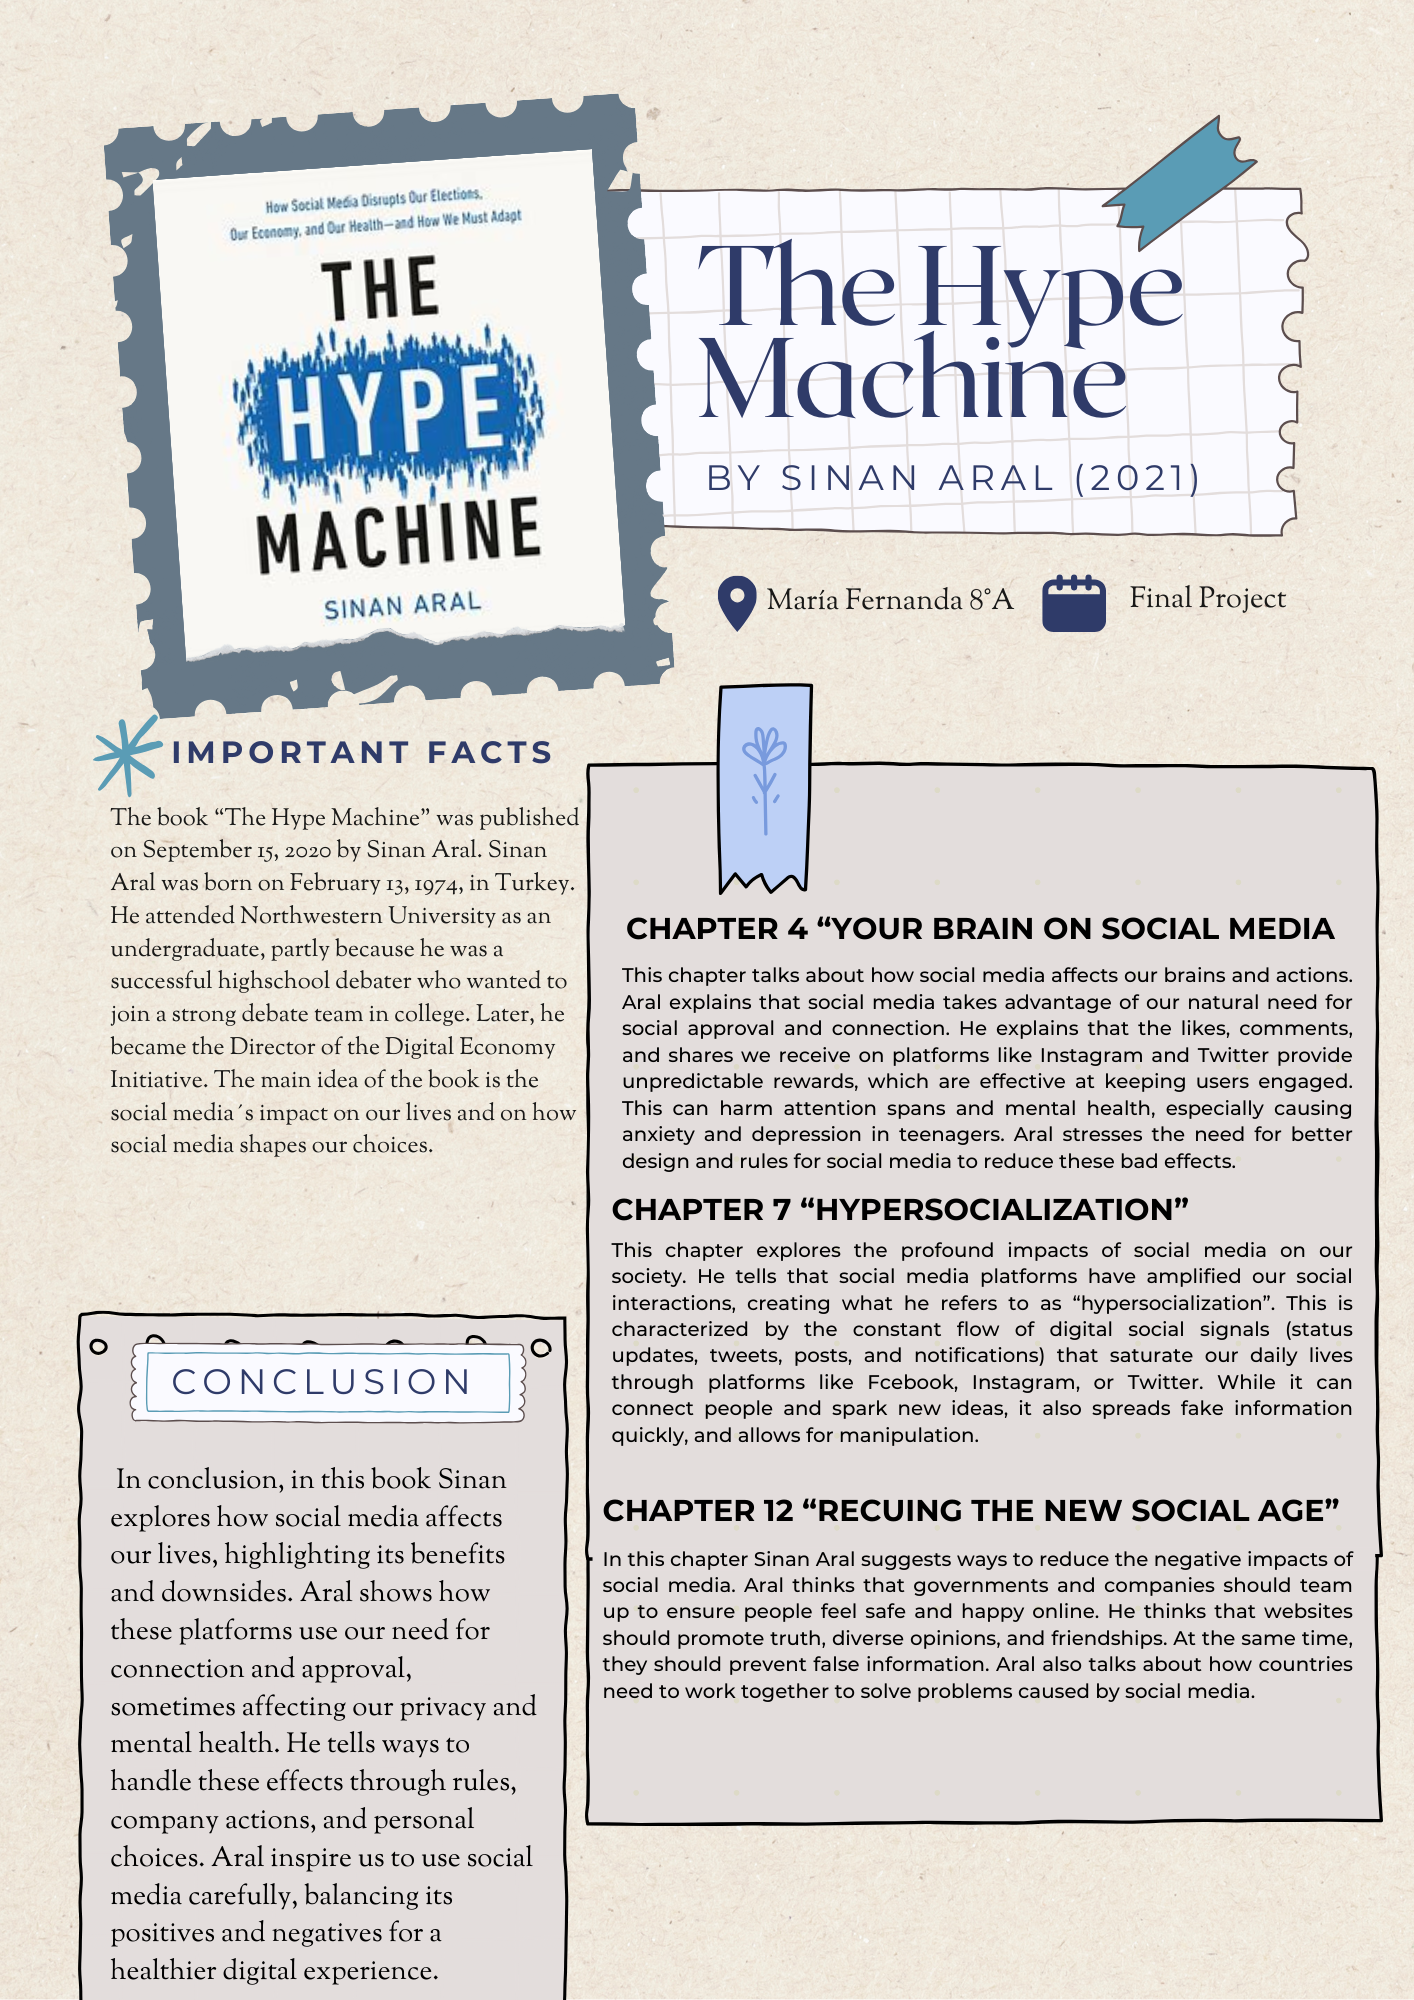 How Social Media Disrupts Our Elections,
Our Economy, and Our Health—and How We Must Adapt
THE
HYPE
MACHINE
SINAN ARAL
The Hype
Machine
BY SINAN ARAL (2021)
María Fernanda 8°A
Final Project
IMPORTANT FACTS
The book “The Hype Machine” was published
on September 15, 2020 by Sinan Aral. Sinan
Aral was born on February 13, 1974, in Turkey.
He attended Northwestern University as an
undergraduate, partly because he was a
successful highschool debater who wanted to
join a strong debate team in college. Later, he
became the Director of the Digital Economy
Initiative. The main idea of the book is the
social media´s impact on our lives and on how
social media shapes our choices.
CHAPTER 4 “YOUR BRAIN ON SOCIAL MEDIA
This chapter talks about how social media affects our brains and actions.
Aral explains that social media takes advantage of our natural need for
social approval and connection. He explains that the likes, comments,
and shares we receive on platforms like Instagram and Twitter provide
unpredictable rewards, which are effective at keeping users engaged.
This can harm attention spans and mental health, especially causing
anxiety and depression in teenagers. Aral stresses the need for better
design and rules for social media to reduce these bad effects.
CHAPTER 7 “HYPERSOCIALIZATION”
This chapter explores the profound impacts of social media on our
society. He tells that social media platforms have amplified our social
interactions, creating what he refers to as “hypersocialization”. This is
characterized by the constant flow of digital social signals (status
updates, tweets, posts, and notifications) that saturate our daily lives
through platforms like Fcebook, Instagram, or Twitter. While it can
connect people and spark new ideas, it also spreads fake information
quickly, and allows for manipulation.
CHAPTER 12 “RECUING THE NEW SOCIAL AGE”
In this chapter Sinan Aral suggests ways to reduce the negative impacts of
social media. Aral thinks that governments and companies should team
up to ensure people feel safe and happy online. He thinks that websites
should promote truth, diverse opinions, and friendships. At the same time,
they should prevent false information. Aral also talks about how countries
need to work together to solve problems caused by social media.
CONCLUSION
In conclusion, in this book Sinan
explores how social media affects
our lives, highlighting its benefits
and downsides. Aral shows how
these platforms use our need for
connection and approval,
sometimes affecting our privacy and
mental health. He tells ways to
handle these effects through rules,
company actions, and personal
choices. Aral inspire us to use social
media carefully, balancing its
positives and negatives for a
healthier digital experience.